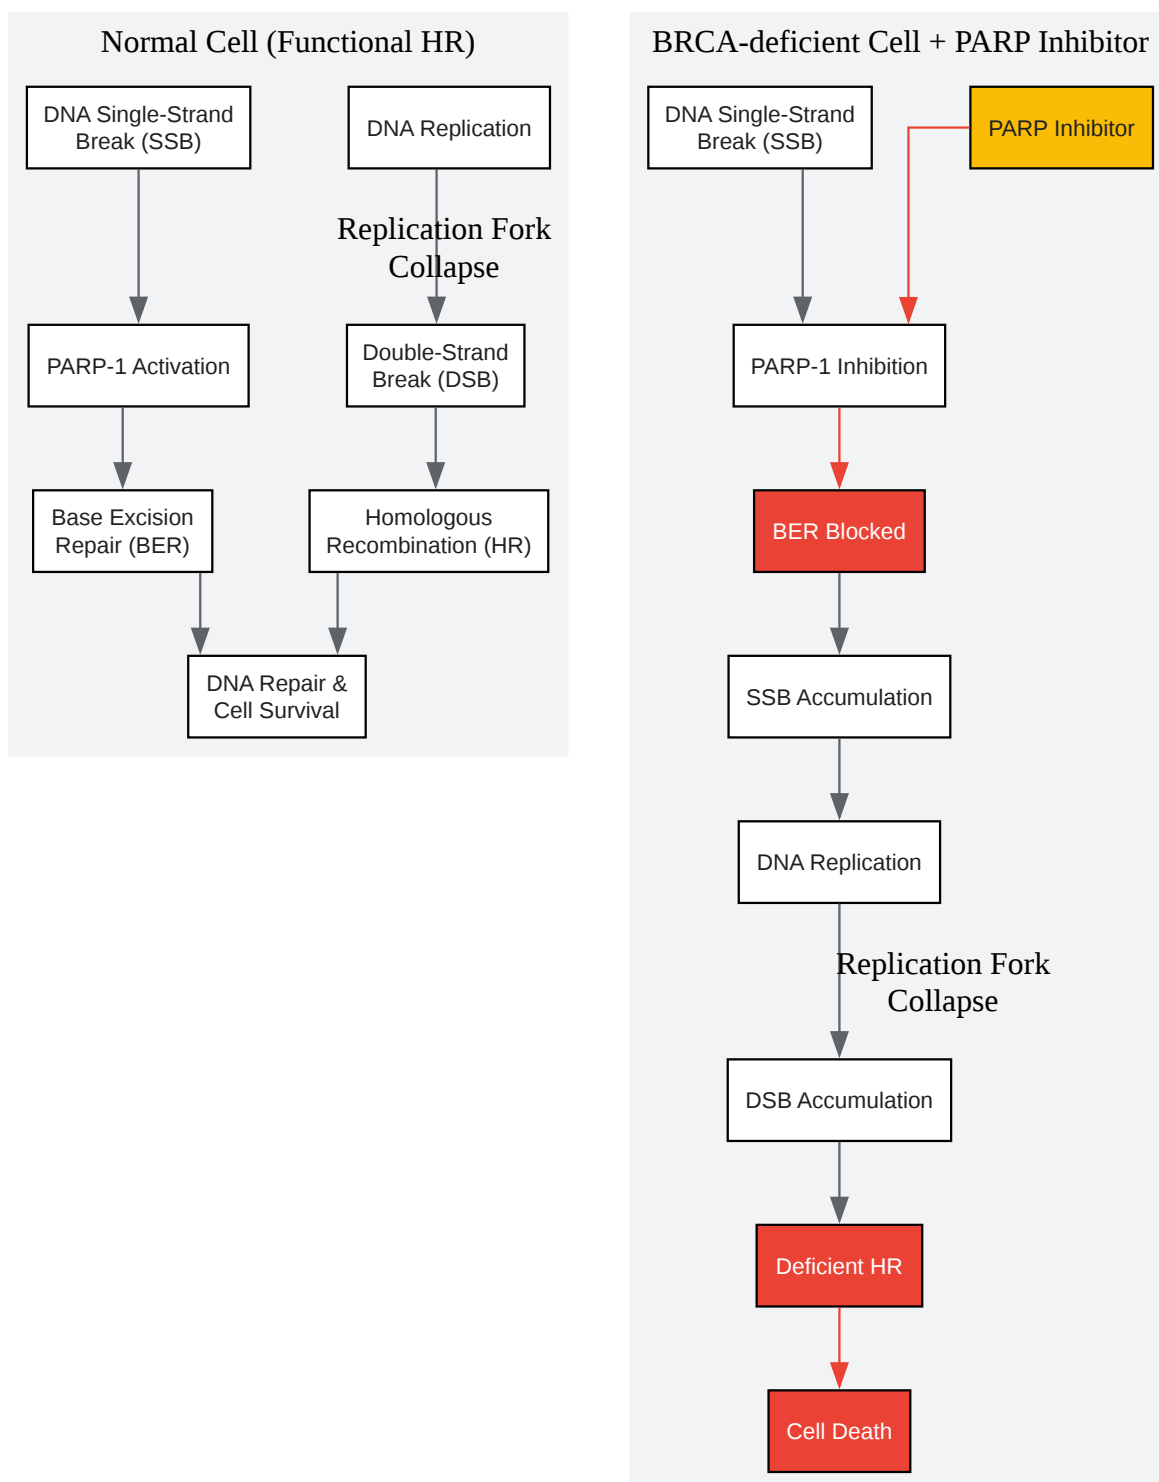 Normal Cell (Functional HR)
DNA Single-Strand
Break (SSB)
DNA Replication
Replication Fork
Collapse
PARP-1 Activation
Double-Strand
Break (DSB)
Base Excision
Repair (BER)
Homologous
Recombination (HR)
DNA Repair &
Cell Survival
BRCA-deficient Cell + PARP Inhibitor
DNA Single-Strand
Break (SSB)
PARP Inhibitor
PARP-1 Inhibition
BER Blocked
SSB Accumulation
DNA Replication
Replication Fork
Collapse
DSB Accumulation
Deficient HR
Cell Death